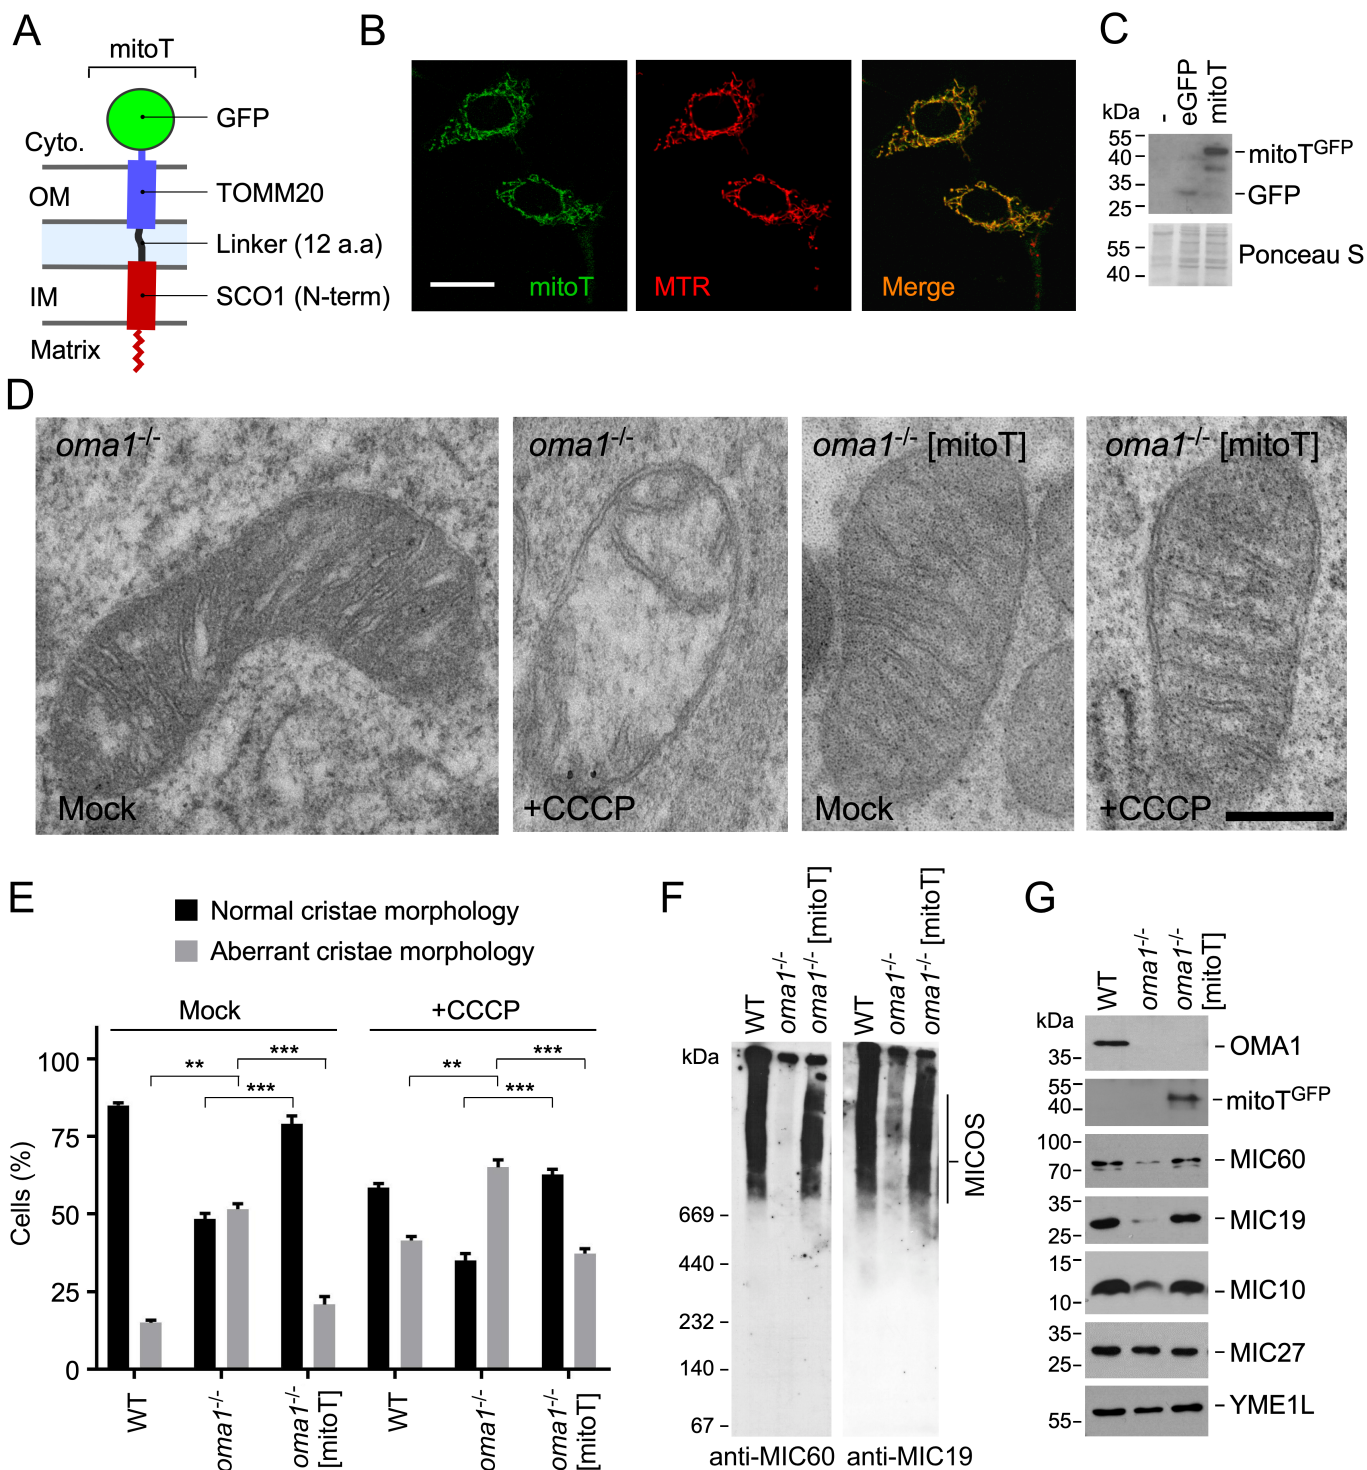 A
mitoT
GFP
Cyto.
TOMM20
OM
Linker (12 a.a)
IM
SCO1 (N-term)
Matrix
B
mitoT
MTR
Merge
C
kDa
-
eGFP
mitoT
55
40
35
25
mitoTGFP
GFP
55
40
Ponceau S
D
oma1-/-
Mock
oma1-/-
+CCCP
oma1-/- [mitoT]
Mock
oma1-/- [mitoT]
+CCCP
E
Normal cristae morphology
Aberrant cristae morphology
Mock
+CCCP
** *** ***
** *** ***
Cells (%)
100
75
50
25
0
WT
oma1-/-
oma1-/-
[mitoT]
WT
oma1-/-
oma1-/-
[mitoT]
F
WT
oma1-/-
oma1-/- [mitoT]
WT
oma1-/-
oma1-/- [mitoT]
kDa
669
440
232
140
67
MICOS
anti-MIC60
anti-MIC19
G
WT
oma1-/-
oma1-/-
[mitoT]
kDa
35
OMA1
55
40
mitoTGFP
100
70
MIC60
35
25
MIC19
15
10
MIC10
35
25
MIC27
55
YME1L